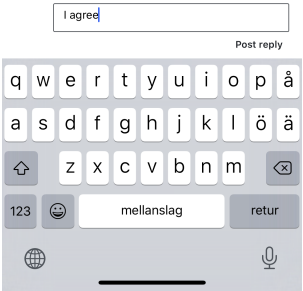 I agree
Post reply
q w e r t y u i o p å
a s d f g h j k l ö ä
z x c v b n m
123 mellanslag retur